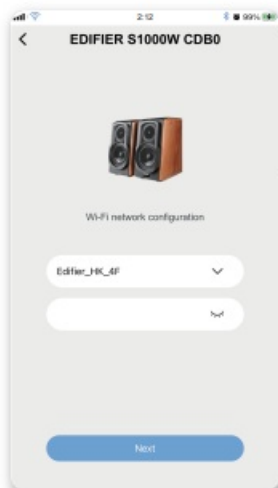 2:12
99%
EDIFIER S1000W CDB0
Wi-Fi network configuration
Edifier_HK_4F
Next